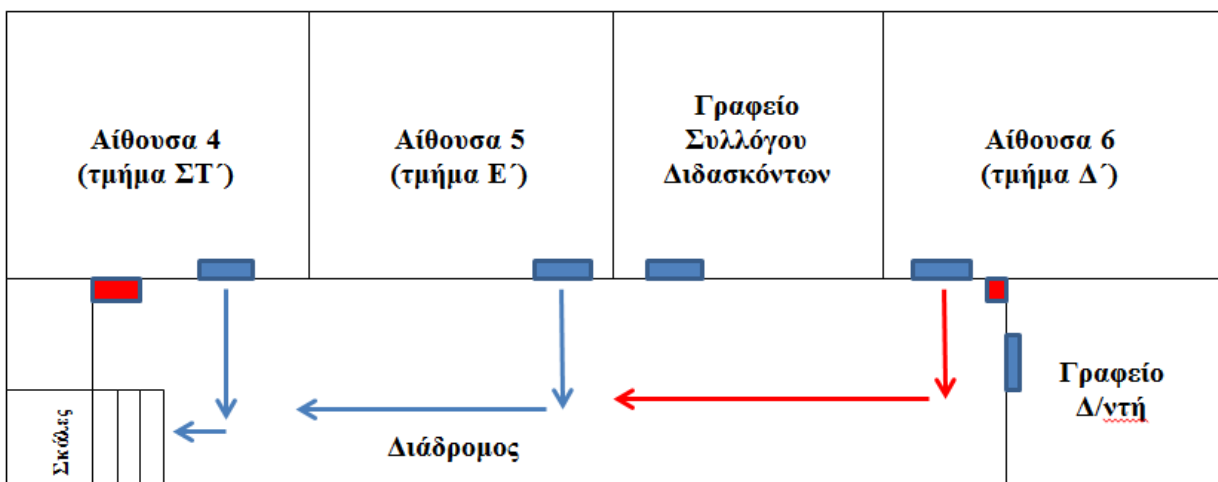 Αίθουσα 4
(τμήμα ΣΤ΄)
Αίθουσα 5
(τμήμα Ε΄)
Γραφείο
Συλλόγου
Διδασκόντων
Αίθουσα 6
(τμήμα Δ΄)
Γραφείο
Δ/ντή
Σκάλες
Διάδρομος